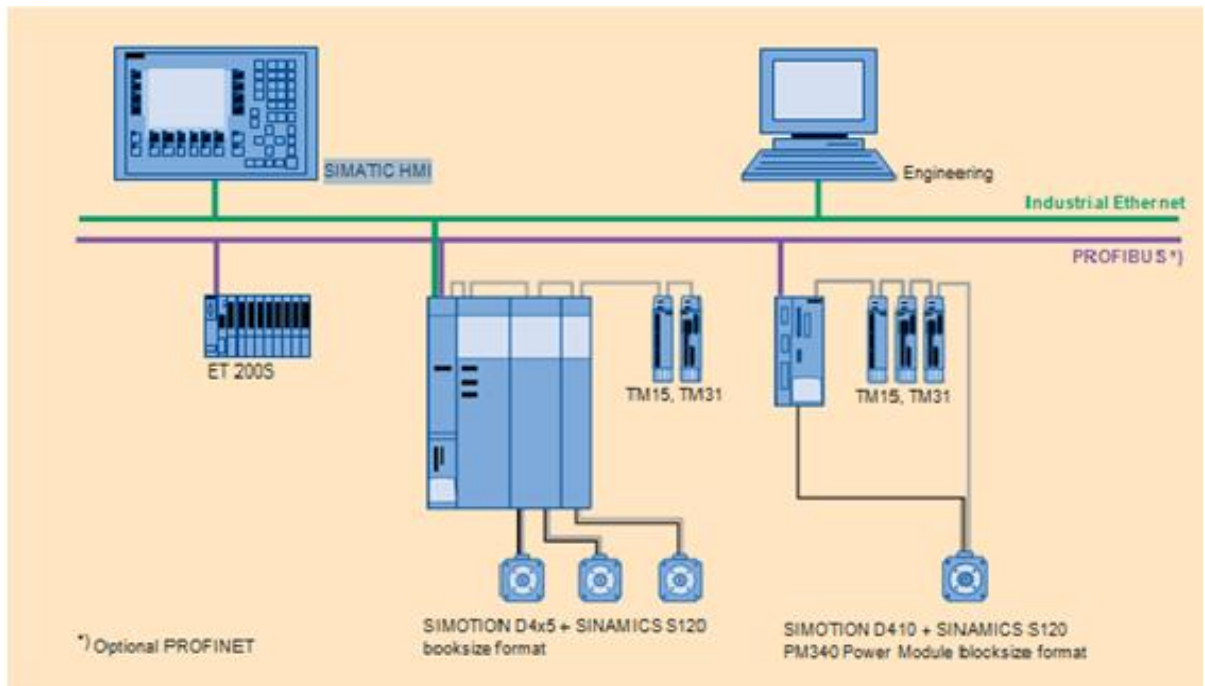 SIMATIC HMI
Engineering
Industrial Ethernet
PROFIBUS *)
ET 200S
TM15, TM31
TM15, TM31
SIMOTION D4x5 + SINAMICS S120
booksize format
SIMOTION D410 + SINAMICS S120
PM340 Power Module blocksize format
*) Optional PROFINET